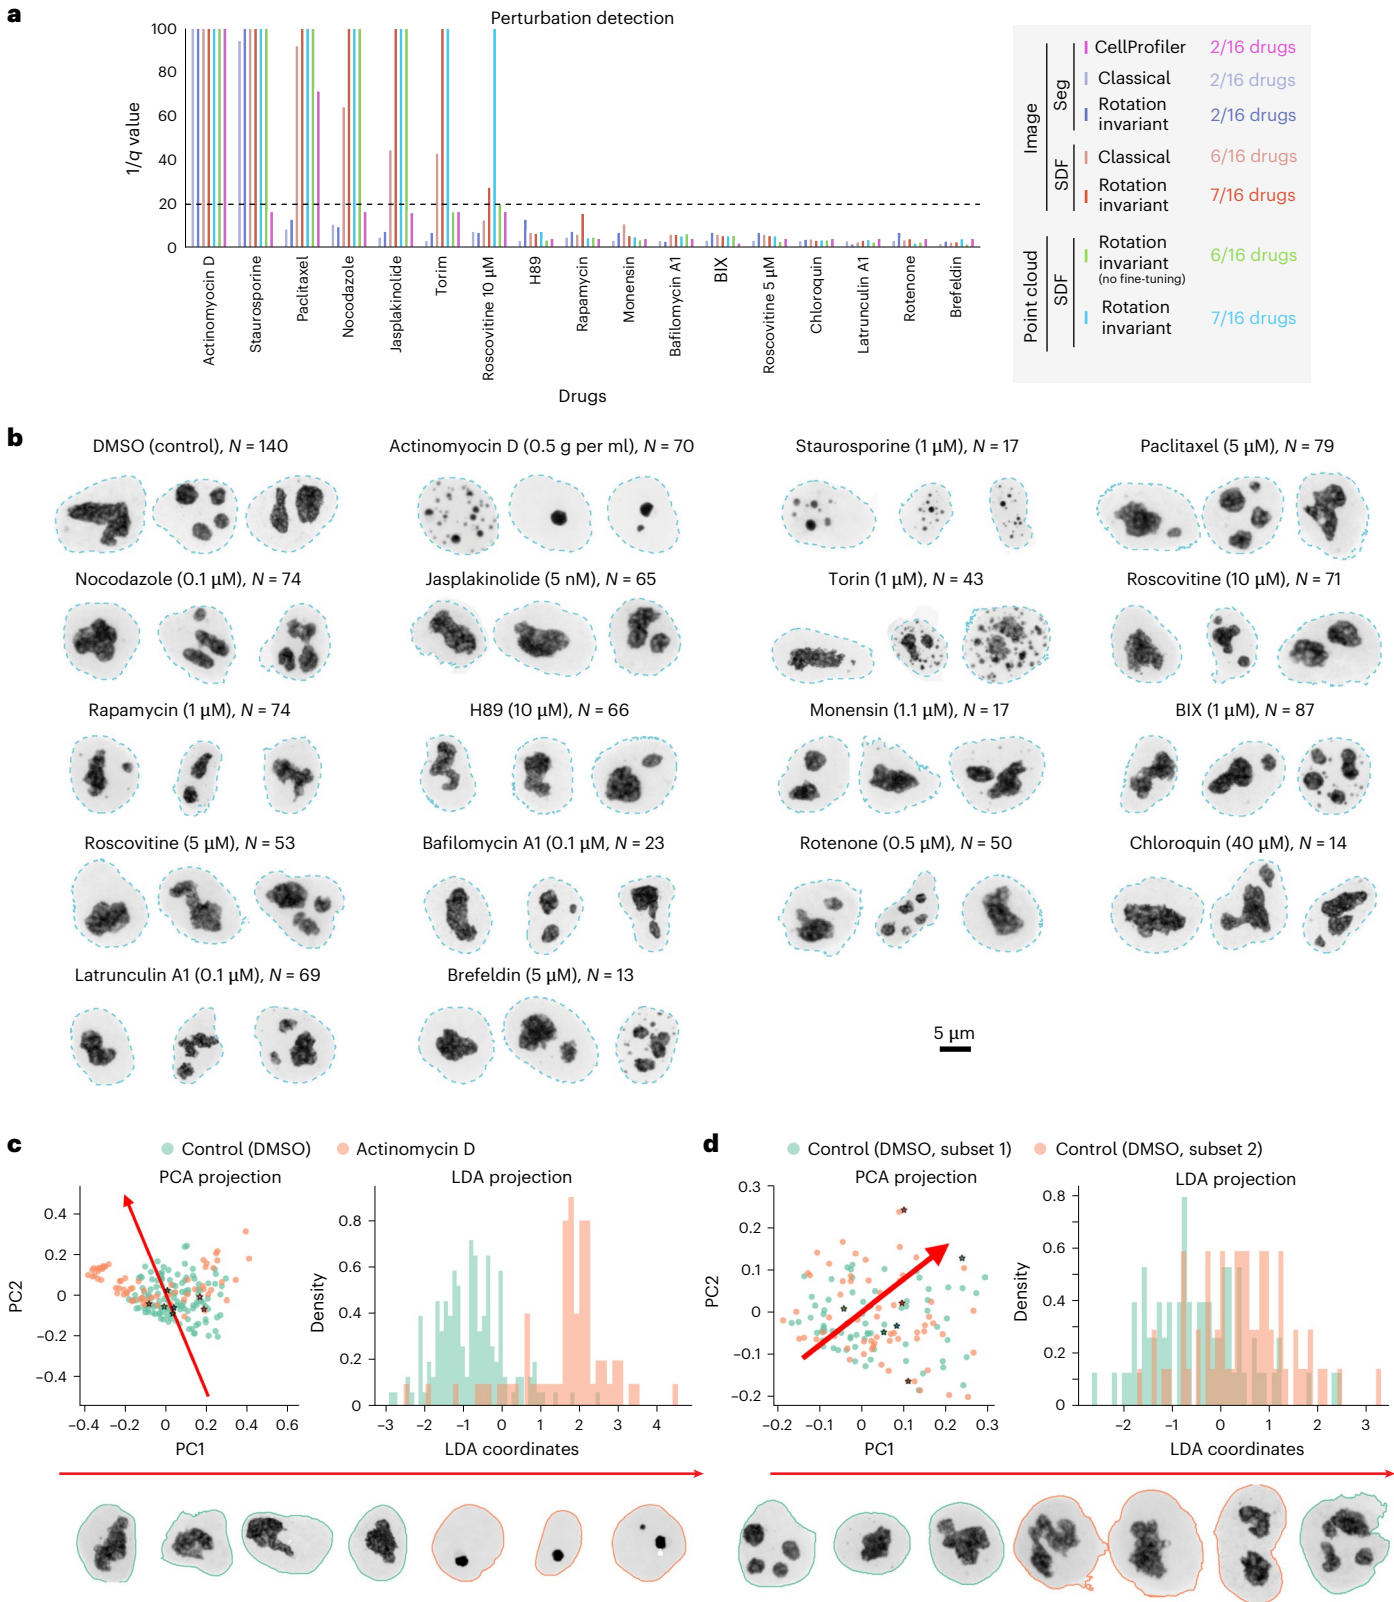 a
Perturbation detection
100
80
60
40
20
0
1/q value
Actinomyocin D
Staurosporine
Paclitaxel
Nocodazole
Jasplakinolide
Torim
Roscovitine 10 µM
H89
Rapamycin
Monensin
Bafilomycin A1
BIX
Roscovitine 5 µM
Chloroquin
Latrunculin A1
Rotenone
Brefeldin
Drugs
Image
Seg
CellProfiler 2/16 drugs
Classical 2/16 drugs
Rotation
invariant 2/16 drugs
SDF
Classical 6/16 drugs
Rotation
invariant 7/16 drugs
Point cloud
SDF
Rotation
invariant 6/16 drugs
(no fine-tuning)
Rotation
invariant 7/16 drugs
b
DMSO (control), N = 140
Actinomyocin D (0.5 g per ml), N = 70
Staurosporine (1 µM), N = 17
Paclitaxel (5 µM), N = 79
Nocodazole (0.1 µM), N = 74
Jasplakinolide (5 nM), N = 65
Torin (1 µM), N = 43
Roscovitine (10 µM), N = 71
Rapamycin (1 µM), N = 74
H89 (10 µM), N = 66
Monensin (1.1 µM), N = 17
BIX (1 µM), N = 87
Roscovitine (5 µM), N = 53
Bafilomycin A1 (0.1 µM, N = 23
Rotenone (0.5 µM), N = 50
Chloroquin (40 µM), N = 14
Latrunculin A1 (0.1 µM), N = 69
Brefeldin (5 µM), N = 13
5 µm
c
Control (DMSO) Actinomycin D
PCA projection
0.4
0.2
0
−0.2
−0.4
PC2
−0.4 −0.2 0 0.2 0.4 0.6
PC1
LDA projection
0.8
0.6
0.4
0.2
0
Density
−3 −2 −1 0 1 2 3 4
LDA coordinates
d
Control (DMSO, subset 1) Control (DMSO, subset 2)
PCA projection
0.3
0.2
0.1
0
−0.1
−0.2
PC2
−0.2 −0.1 0 0.1 0.2 0.3
PC1
LDA projection
0.8
0.6
0.4
0.2
0
Density
−2 −1 0 1 2 3
LDA coordinates